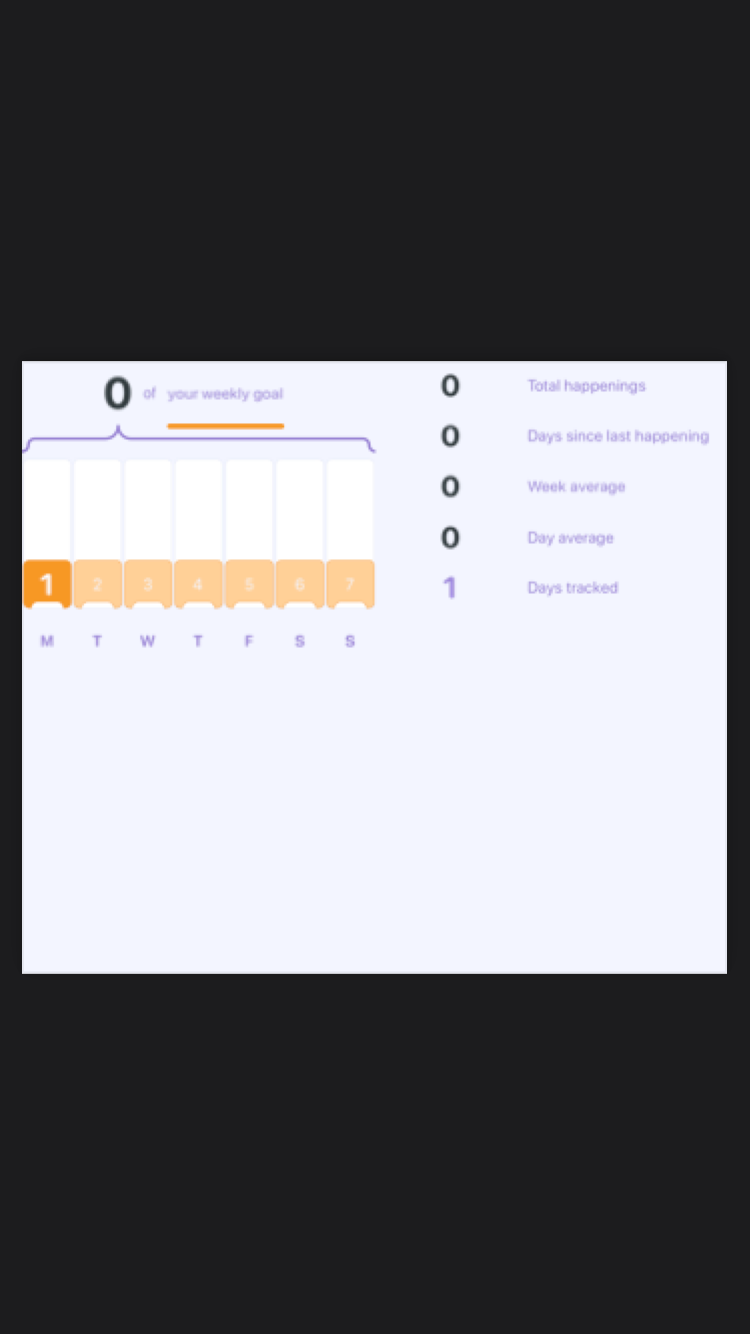 0 of your weekly goal
1 2 3 4 5 6 7
M T W T F S S
0 Total happenings
0 Days since last happening
0 Week average
0 Day average
1 Days tracked